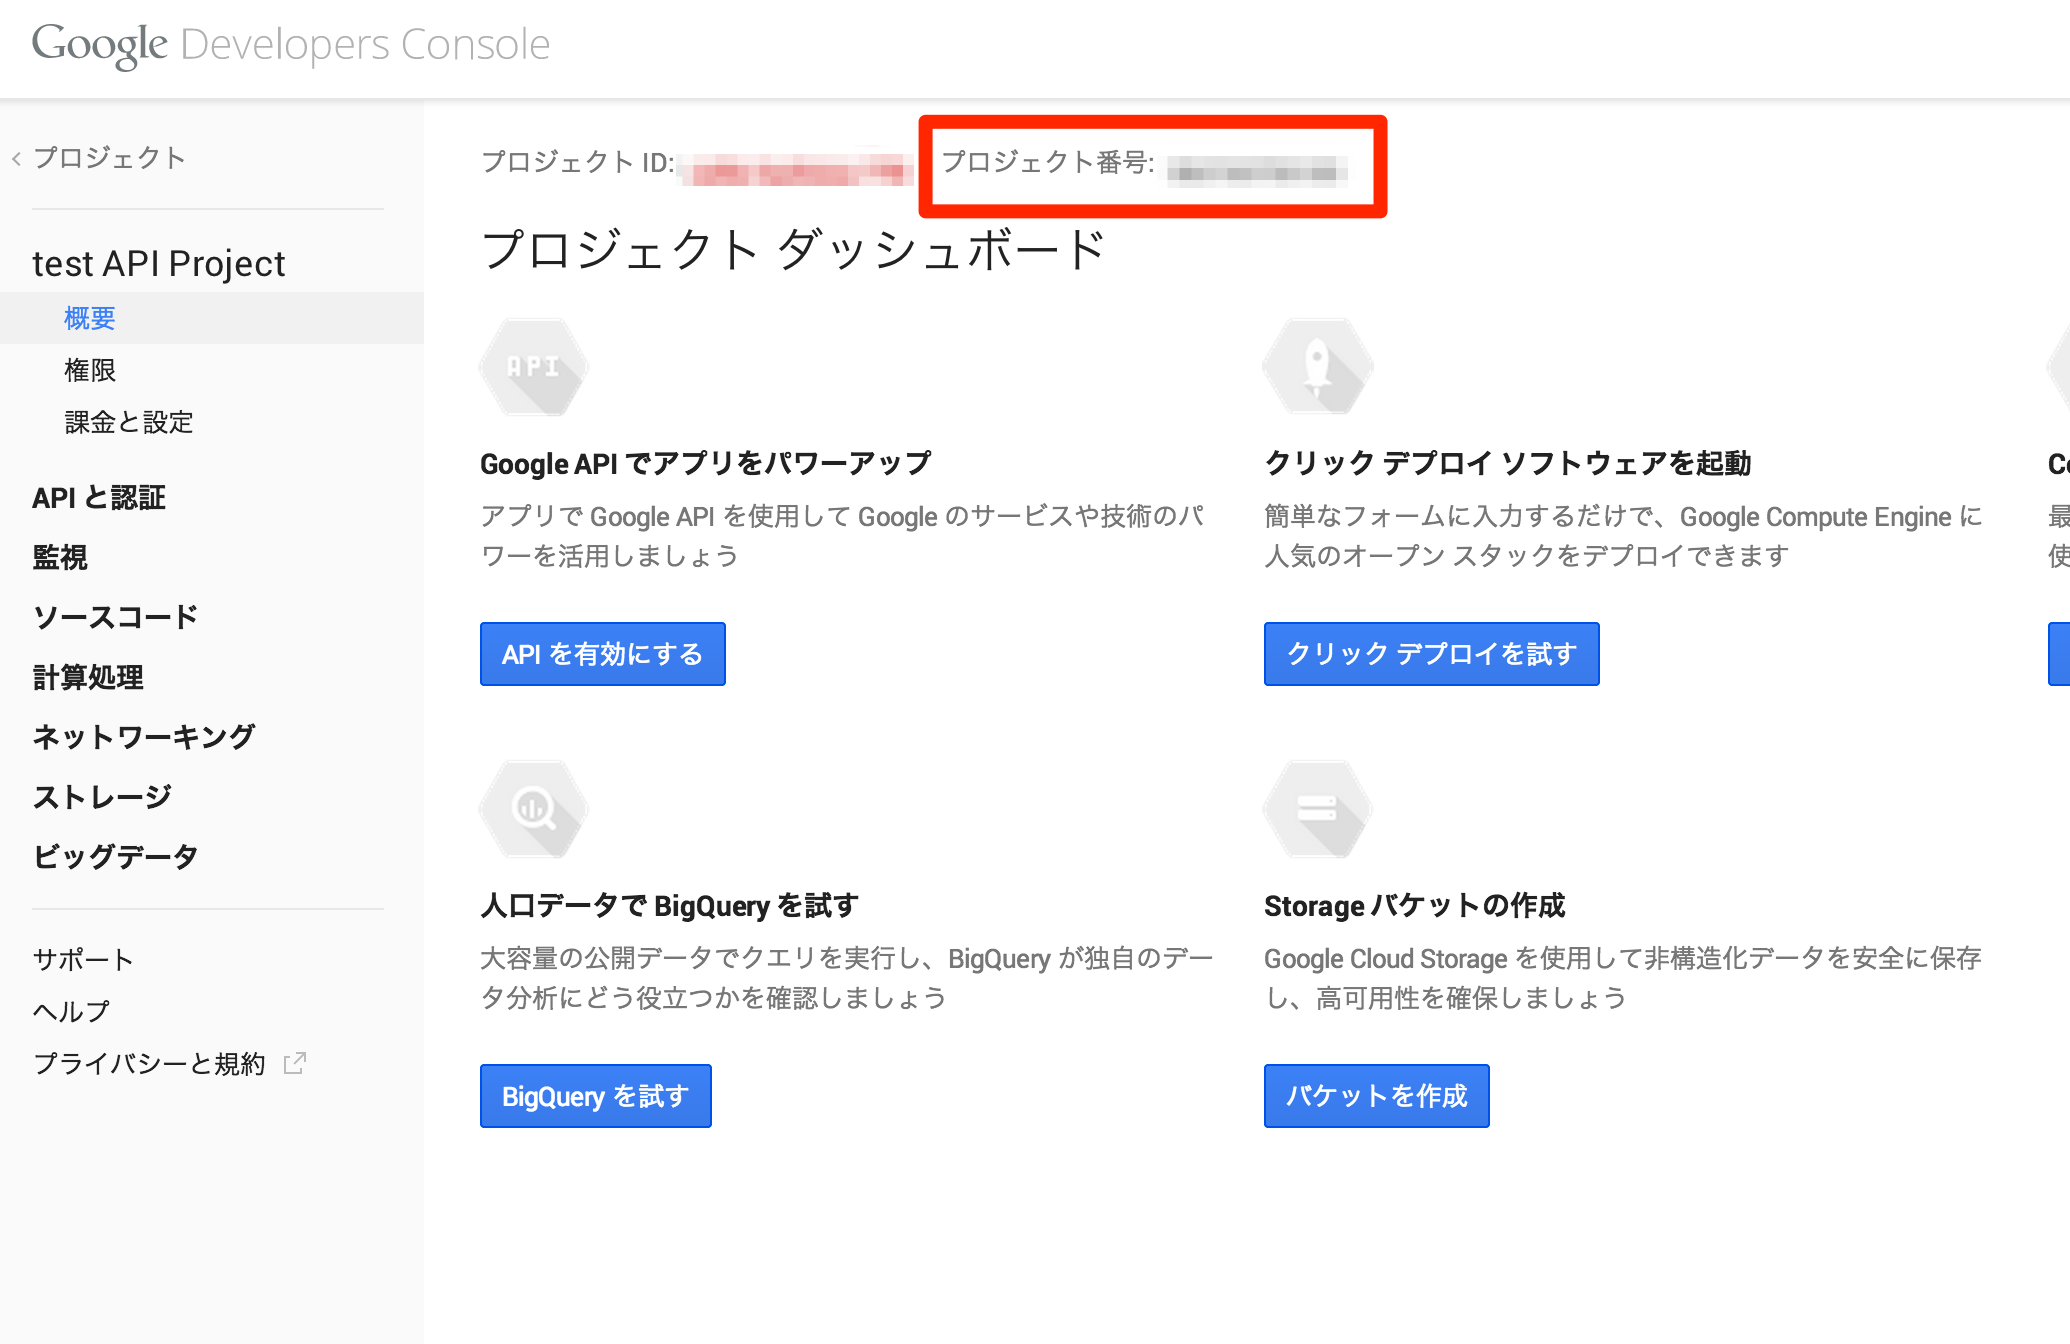 Google Developers Console
プロジェクト
test API Project
概要
権限
課金と設定
API と認証
監視
ソースコード
計算処理
ネットワーキング
ストレージ
ビッグデータ
サポート
ヘルプ
プライバシーと規約
プロジェクト ID:
プロジェクト番号:
プロジェクト ダッシュボード
API
Google API でアプリをパワーアップ
アプリで Google API を使用して Google のサービスや技術のパ
ワーを活用しましょう
API を有効にする
クリック デプロイ ソフトウェアを起動
簡単なフォームに入力するだけで、Google Compute Engine に
人気のオープン スタックをデプロイできます
クリック デプロイを試す
最
使
人口データで BigQuery を試す
大容量の公開データでクエリを実行し、BigQuery が独自のデー
タ分析にどう役立つかを確認しましょう
BigQuery を試す
Storage バケットの作成
Google Cloud Storage を使用して非構造化データを安全に保存
し、高可用性を確保しましょう
バケットを作成